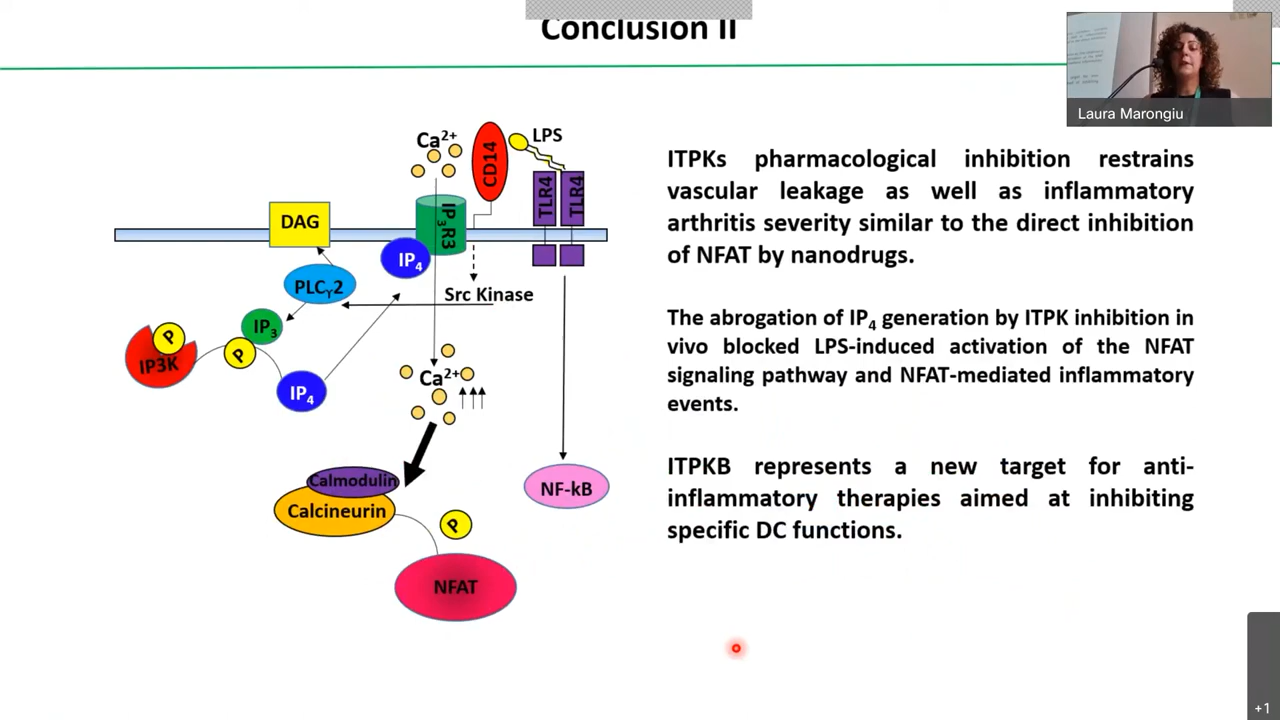 Conclusion II
Laura Marongiu
Ca2+
CD14
LPS
TLR4
TLR4
DAG
IP3R3
IP4
PLCγ2
Src Kinase
IP3
P
P
IP3K
IP4
Ca2+
Calmodulin
Calcineurin
P
NF-kB
NFAT
ITPKs pharmacological inhibition restrains
vascular leakage as well as inflammatory
arthritis severity similar to the direct inhibition
of NFAT by nanodrugs.
The abrogation of IP4 generation by ITPK inhibition in
vivo blocked LPS-induced activation of the NFAT
signaling pathway and NFAT-mediated inflammatory
events.
ITPKB represents a new target for anti-
inflammatory therapies aimed at inhibiting
specific DC functions.
+1